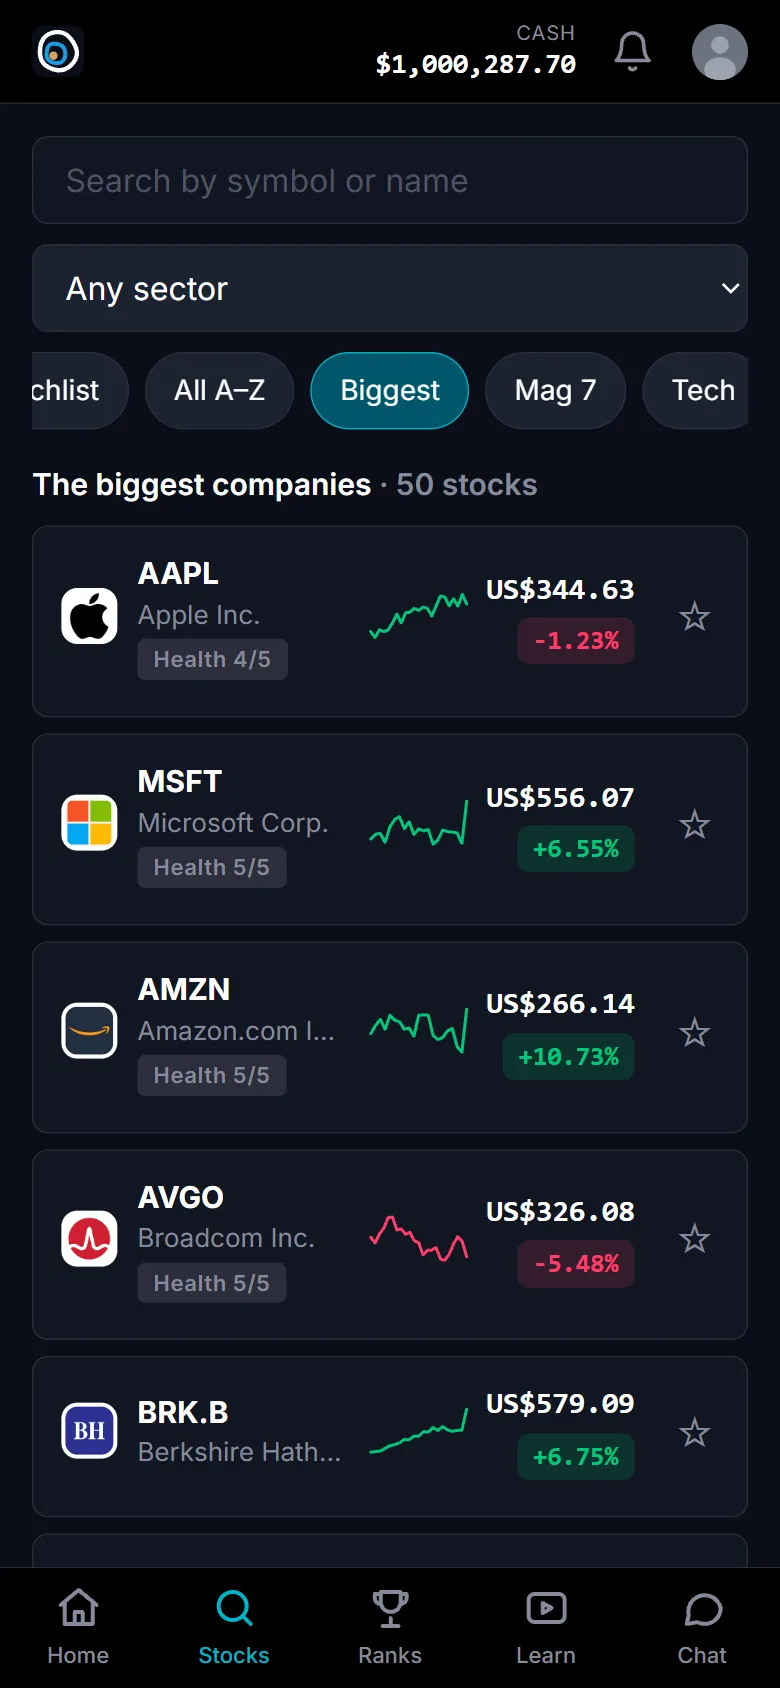 CASH
$1,000,287.70
Search by symbol or name
Any sector
chlist
All A–Z
Biggest
Mag 7
Tech
The biggest companies · 50 stocks
AAPL
Apple Inc.
Health 4/5
US$344.63
-1.23%
MSFT
Microsoft Corp.
Health 5/5
US$556.07
+6.55%
AMZN
Amazon.com I...
Health 5/5
US$266.14
+10.73%
AVGO
Broadcom Inc.
Health 5/5
US$326.08
-5.48%
BH
BRK.B
Berkshire Hath...
US$579.09
+6.75%
Home
Stocks
Ranks
Learn
Chat